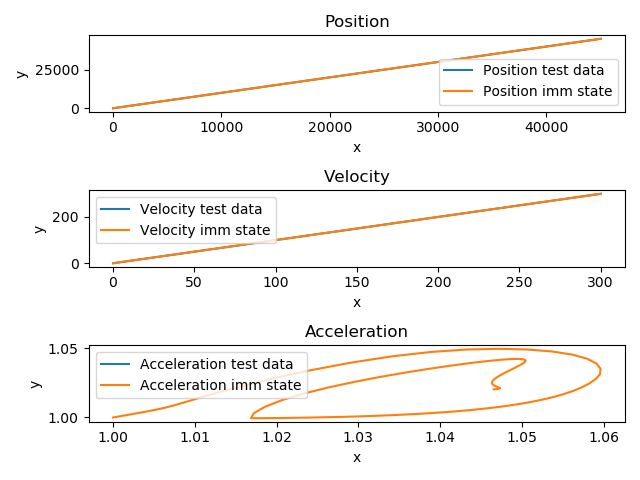 Position
y
25000
0
Position test data
Position imm state
0 10000 20000 30000 40000
x
Velocity
y
200
0
Velocity test data
Velocity imm state
0 50 100 150 200 250 300
x
Acceleration
y
1.05
1.00
Acceleration test data
Acceleration imm state
1.00 1.01 1.02 1.03 1.04 1.05 1.06
x